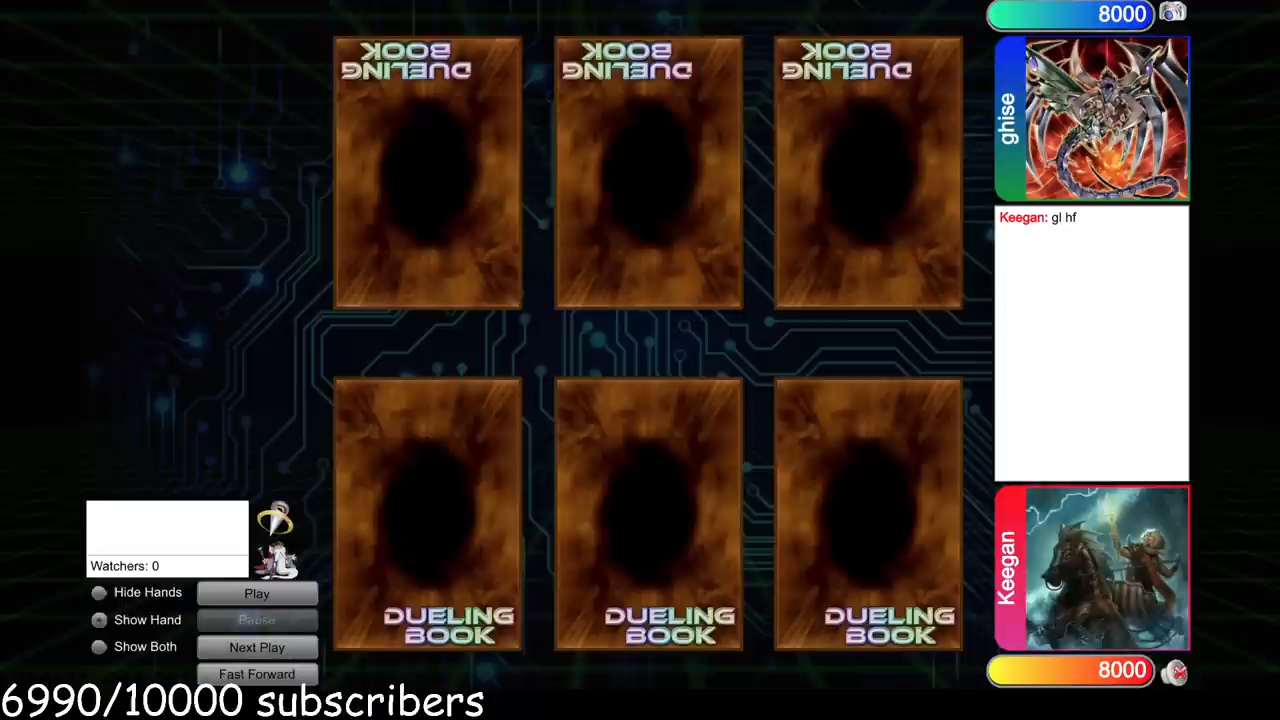 8000
DUELING
BOOK
DUELING
BOOK
DUELING
BOOK
ghise
Keegan: gl hf
Watchers: 0
Hide Hands
Play
Show Hand
Pause
Show Both
Next Play
Fast Forward
DUELING
BOOK
DUELING
BOOK
DUELING
BOOK
Keegan
8000
6990/10000 subscribers